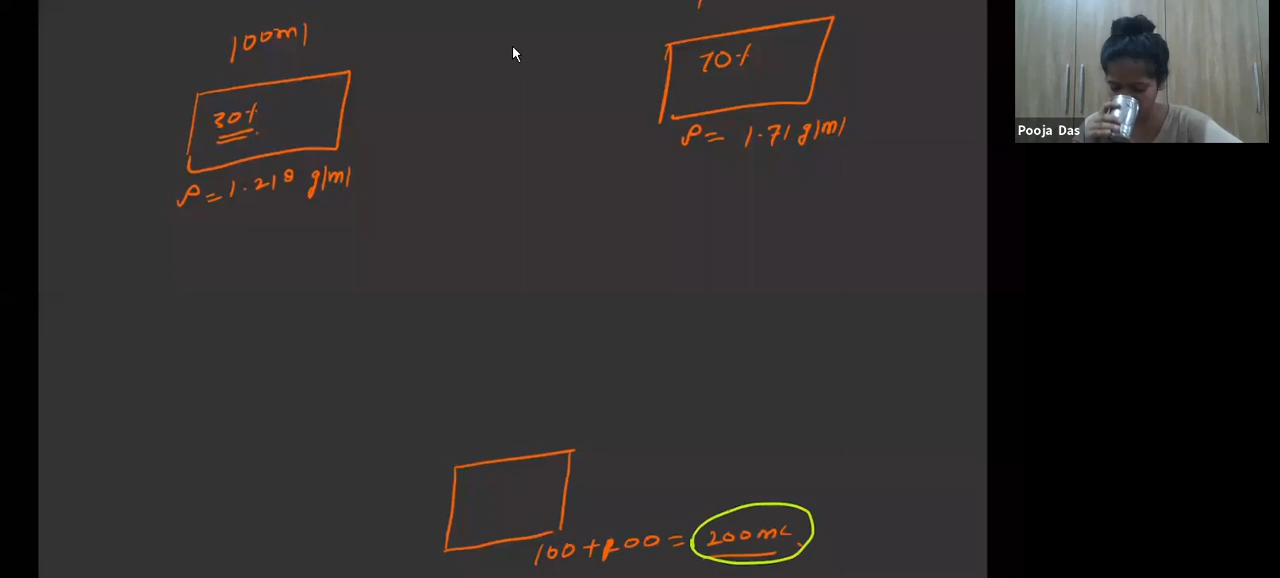 100ml
30%
ρ = 1.218 g/ml
70%
ρ = 1.71 g/ml
100 + 100 = 200mL
Pooja Das